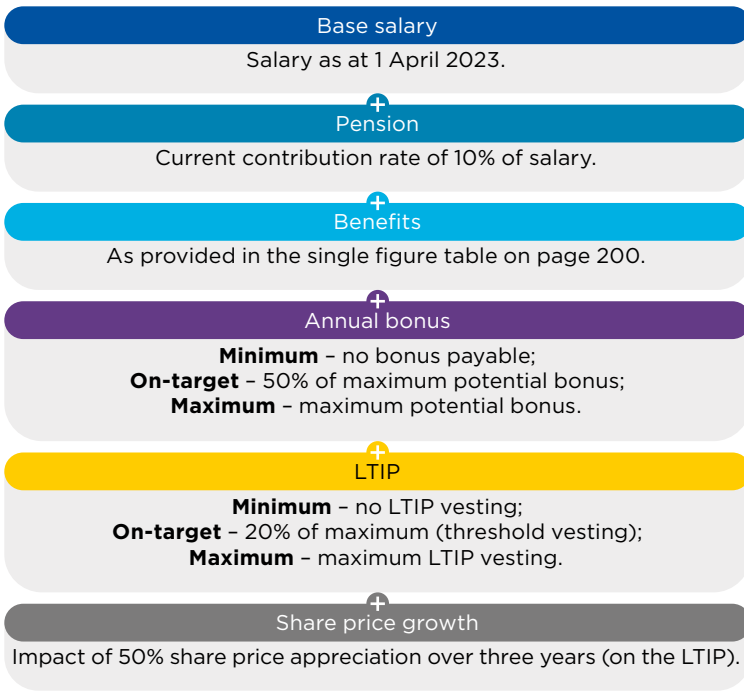 Base salary
Salary as at 1 April 2023.
+
Pension
Current contribution rate of 10% of salary.
+
Benefits
As provided in the single figure table on page 200.
+
Annual bonus
Minimum – no bonus payable;
On-target – 50% of maximum potential bonus;
Maximum – maximum potential bonus.
+
LTIP
Minimum – no LTIP vesting;
On-target – 20% of maximum (threshold vesting);
Maximum – maximum LTIP vesting.
+
Share price growth
Impact of 50% share price appreciation over three years (on the LTIP).